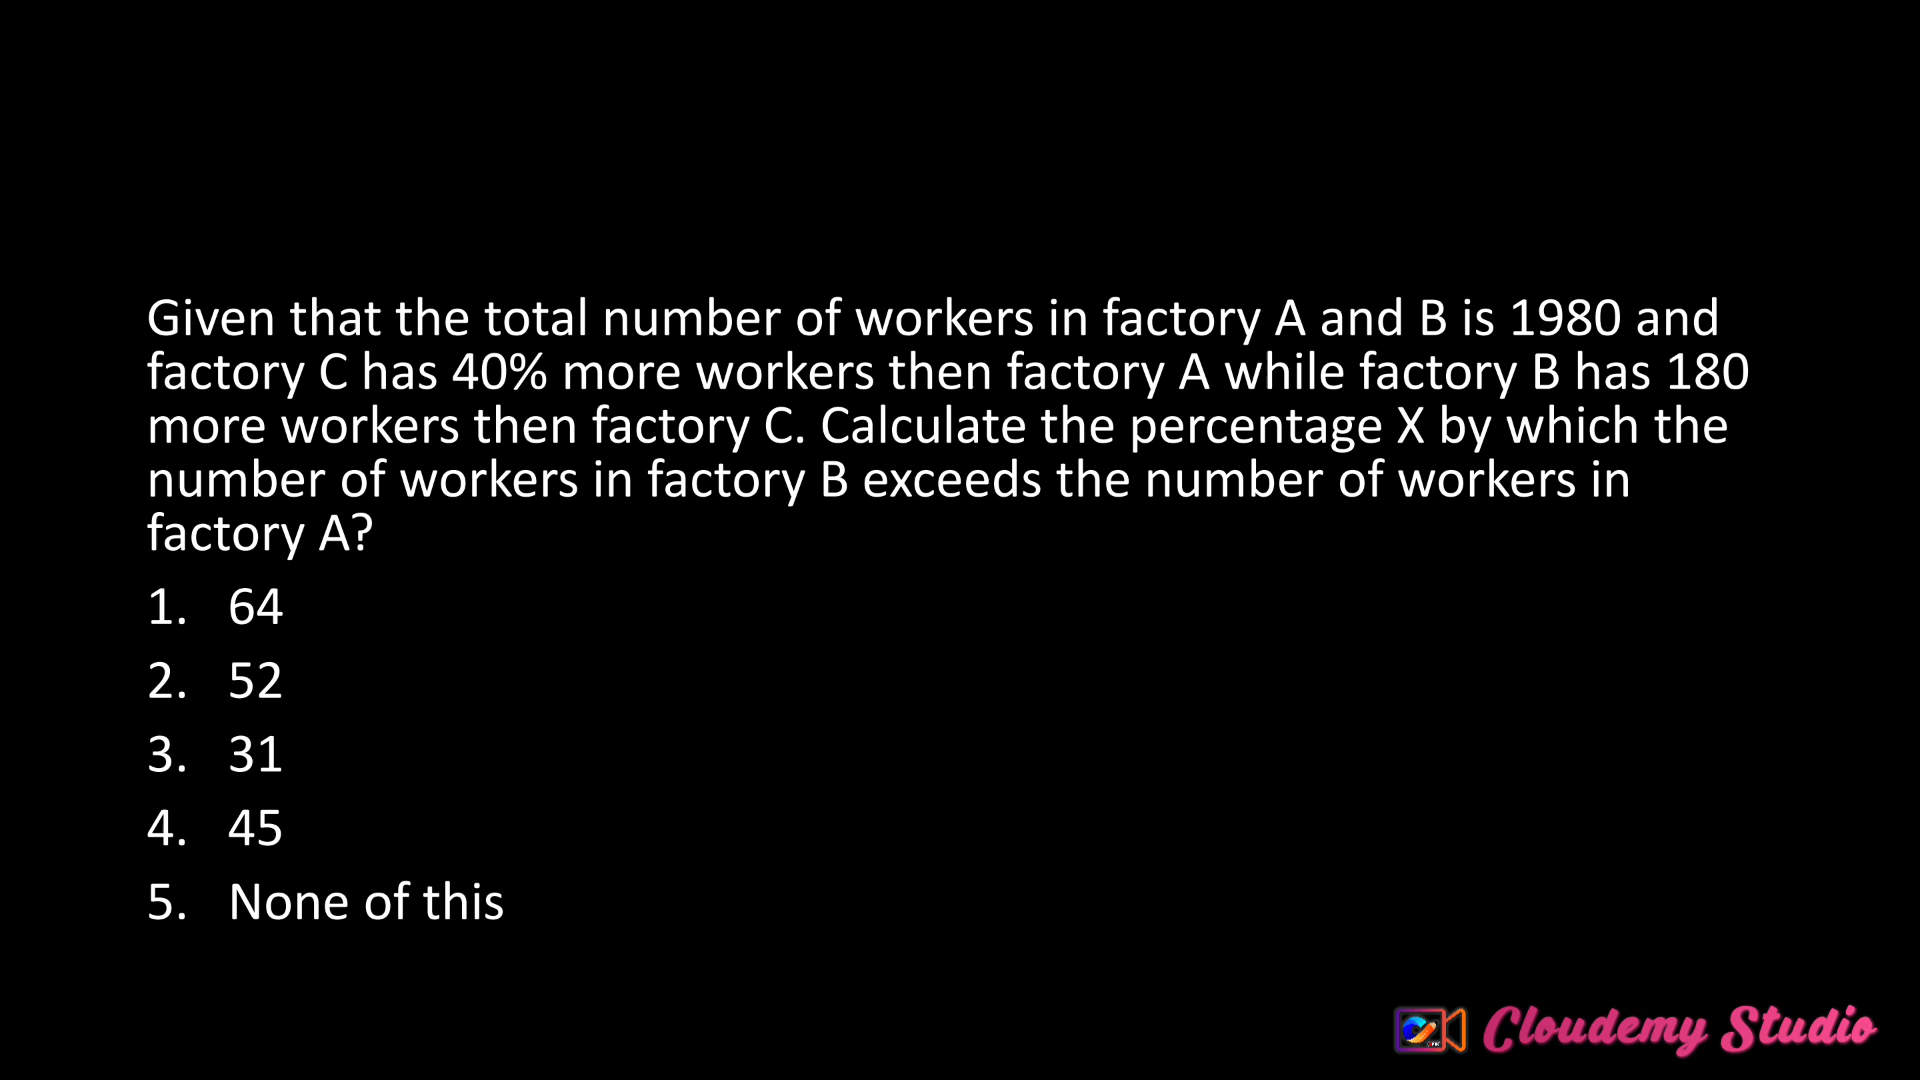 Given that the total number of workers in factory A and B is 1980 and
factory C has 40% more workers then factory A while factory B has 180
more workers then factory C. Calculate the percentage X by which the
number of workers in factory B exceeds the number of workers in
factory A?
1. 64
2. 52
3. 31
4. 45
5. None of this
Cloudemy Studio